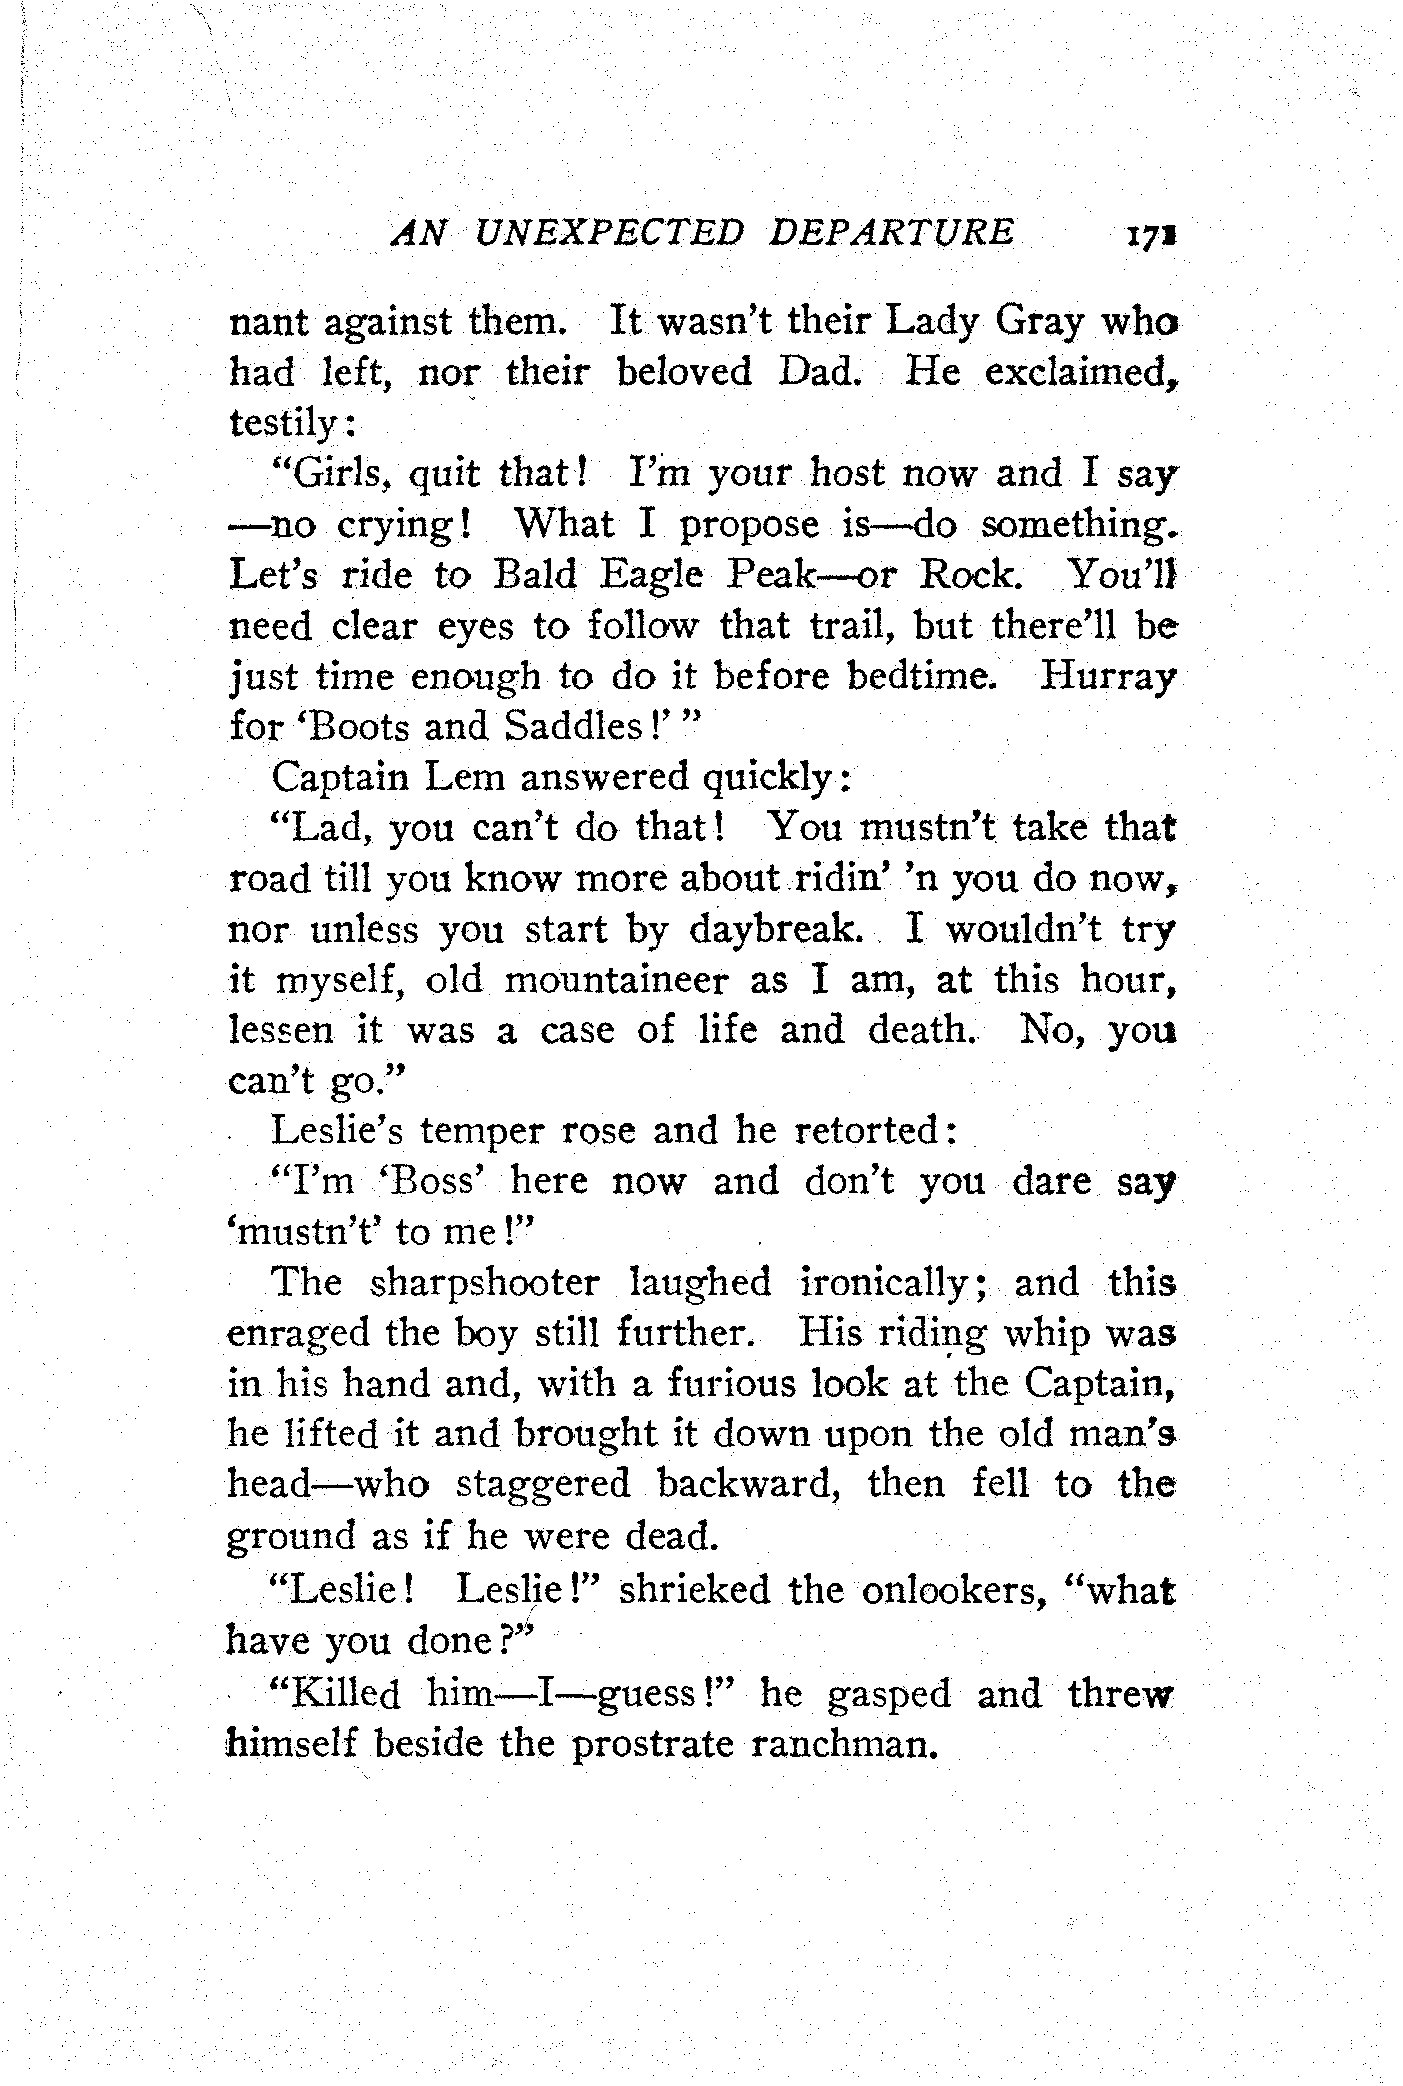 AN UNEXPECTED DEPARTURE 171
nant against them. It wasn't their Lady Gray who
had left, nor their beloved Dad. He exclaimed,
testily:
"Girls, quit that! I'm your host now and I say
—no crying! What I propose is—do something.
Let's ride to Bald Eagle Peak—or Rock. You'll
need clear eyes to follow that trail, but there'll be
just time enough to do it before bedtime. Hurray
for 'Boots and Saddles!' "
Captain Lem answered quickly:
"Lad, you can't do that! You mustn't take that
road till you know more about ridin' 'n you do now,
nor unless you start by daybreak. I wouldn't try
it myself, old mountaineer as I am, at this hour,
lessen it was a case of life and death. No, you
can't go."
Leslie's temper rose and he retorted:
"I'm 'Boss' here now and don't you dare say
'mustn't' to me!"
The sharpshooter laughed ironically; and this
enraged the boy still further. His riding whip was
in his hand and, with a furious look at the Captain,
he lifted it and brought it down upon the old man's
head—who staggered backward, then fell to the
ground as if he were dead.
"Leslie! Leslie!" shrieked the onlookers, "what
have you done?"
"Killed him—I—guess!" he gasped and threw
himself beside the prostrate ranchman.